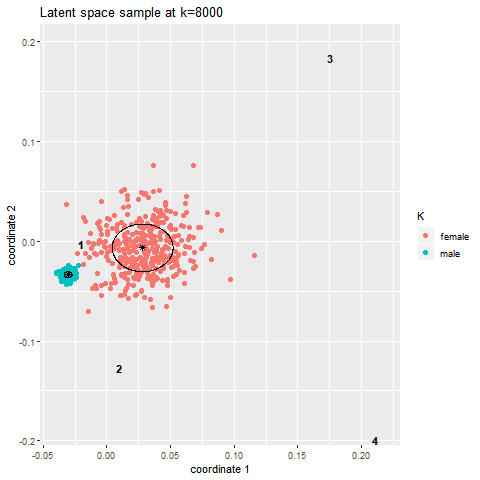 Latent space sample at k=8000
0.2
0.1
0.0
-0.1
-0.2
coordinate 2
1
2
3
4
-0.05
0.00
0.05
0.10
0.15
0.20
coordinate 1
K
female
male